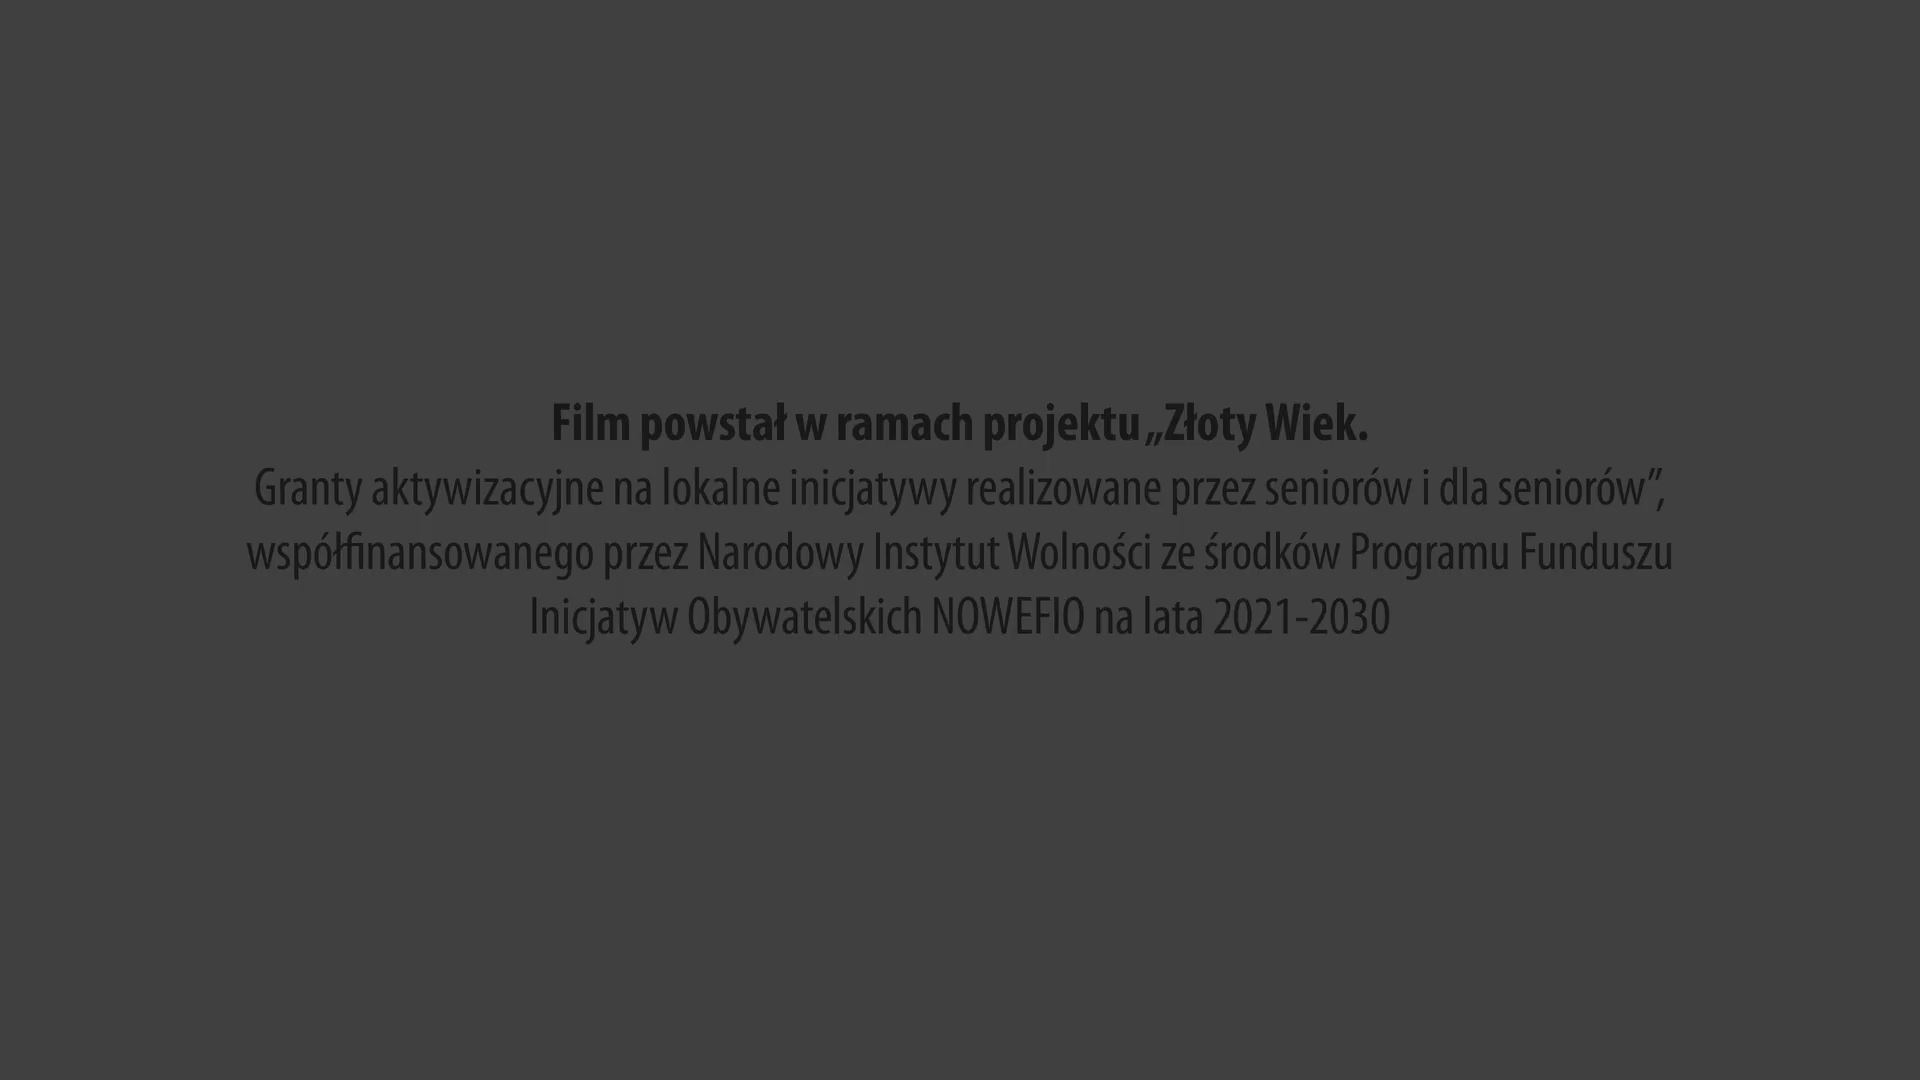 Film powstał w ramach projektu „Złoty Wiek.
Granty aktywizacyjne na lokalne inicjatywy realizowane przez seniorów i dla seniorów”,
współfinansowanego przez Narodowy Instytut Wolności ze środków Programu Funduszu
Inicjatyw Obywatelskich NOWEFIO na lata 2021-2030